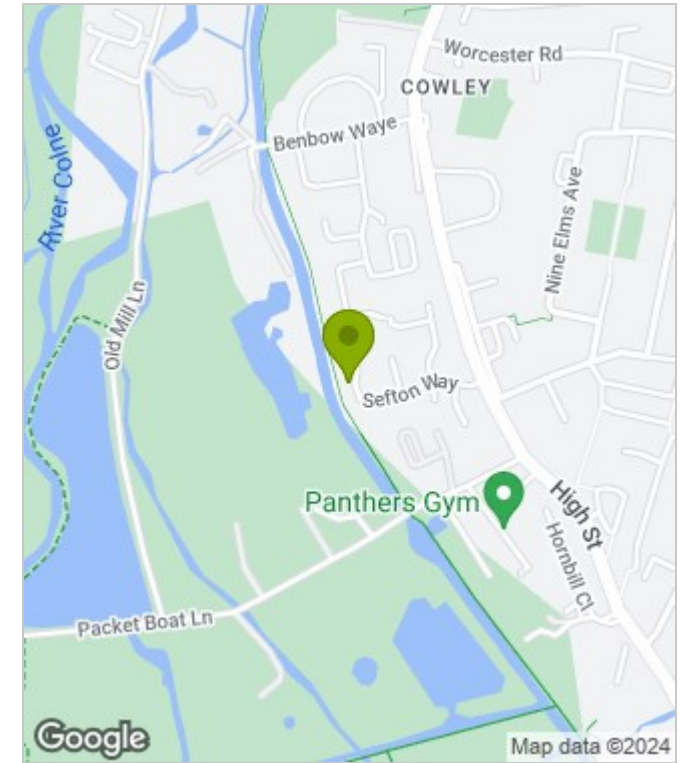 Worcester Rd
COWLEY
Benbow Waye
River Colne
Nine Elms Ave
Old Mill Ln
Sefton Way
Panthers Gym
High St
Hornbill Cl
Packet Boat Ln
Google
Map data ©2024